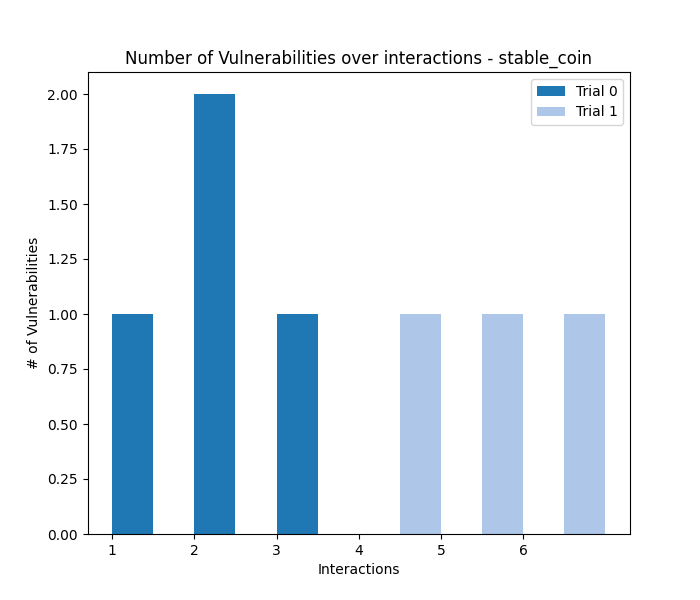 Number of Vulnerabilities over interactions - stable_coin
Trial 0
Trial 1
# of Vulnerabilities
2.00
1.75
1.50
1.25
1.00
0.75
0.50
0.25
0.00
1 2 3 4 5 6
Interactions